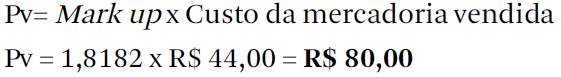 Pv= Mark up x Custo da mercadoria vendida
Pv = 1,8182 x R$ 44,00 = R$ 80,00